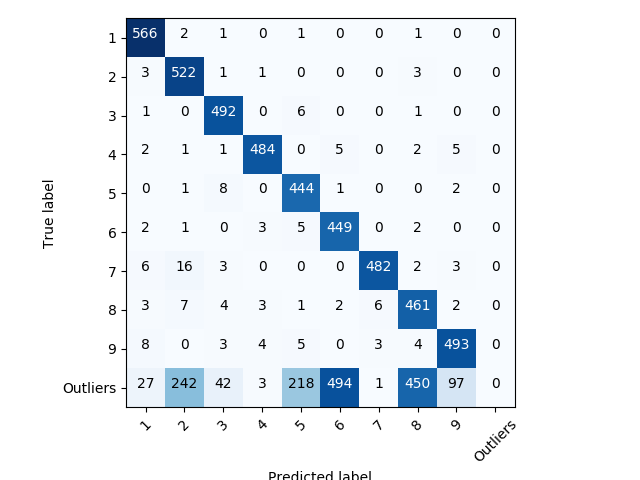 1 566 2 1 0 1 0 0 1 0 0
2 3 522 1 1 0 0 0 3 0 0
3 1 0 492 0 6 0 0 1 0 0
4 2 1 1 484 0 5 0 2 5 0
5 0 1 8 0 444 1 0 0 2 0
6 2 1 0 3 5 449 0 2 0 0
7 6 16 3 0 0 0 482 2 3 0
8 3 7 4 3 1 2 6 461 2 0
9 8 0 3 4 5 0 3 4 493 0
Outliers 27 242 42 3 218 494 1 450 97 0
1 2 3 4 5 6 7 8 9 Outliers
True label
Predicted label